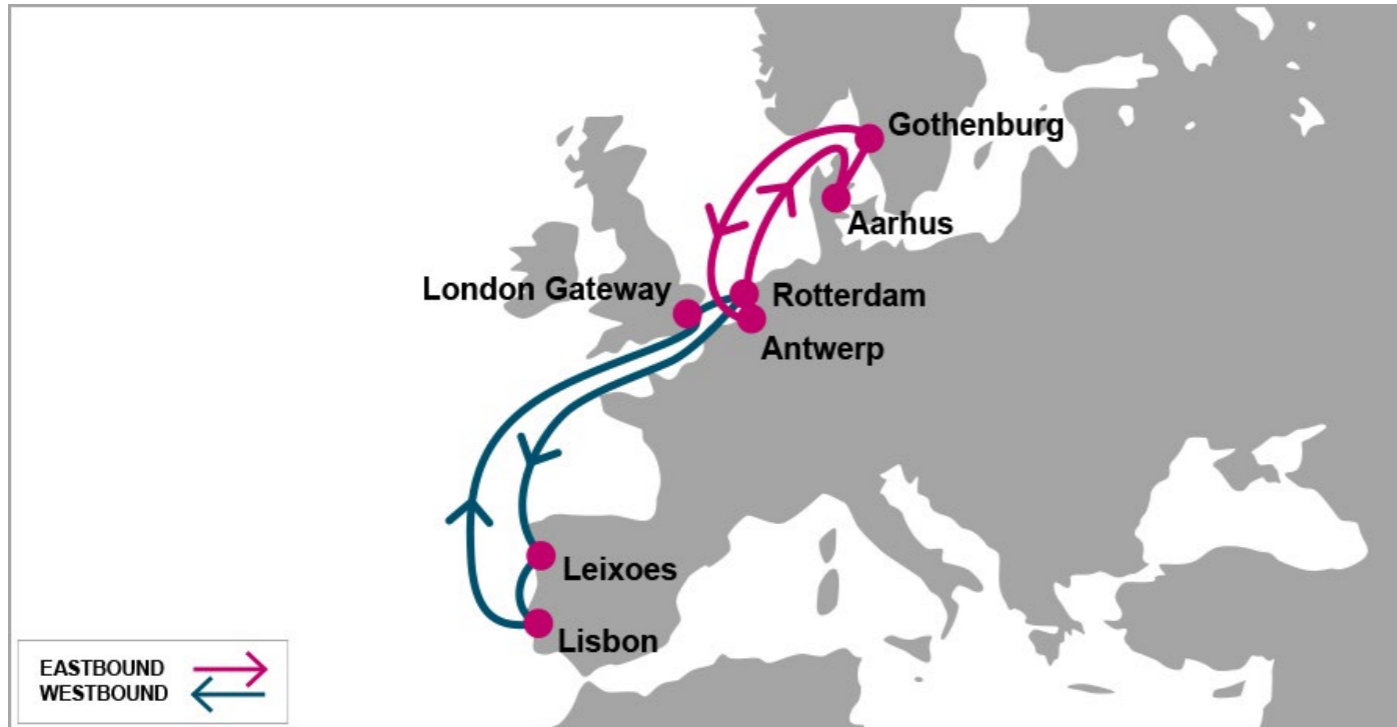 Gothenburg
Aarhus
London Gateway
Rotterdam
Antwerp
Leixoes
Lisbon
EASTBOUND
WESTBOUND